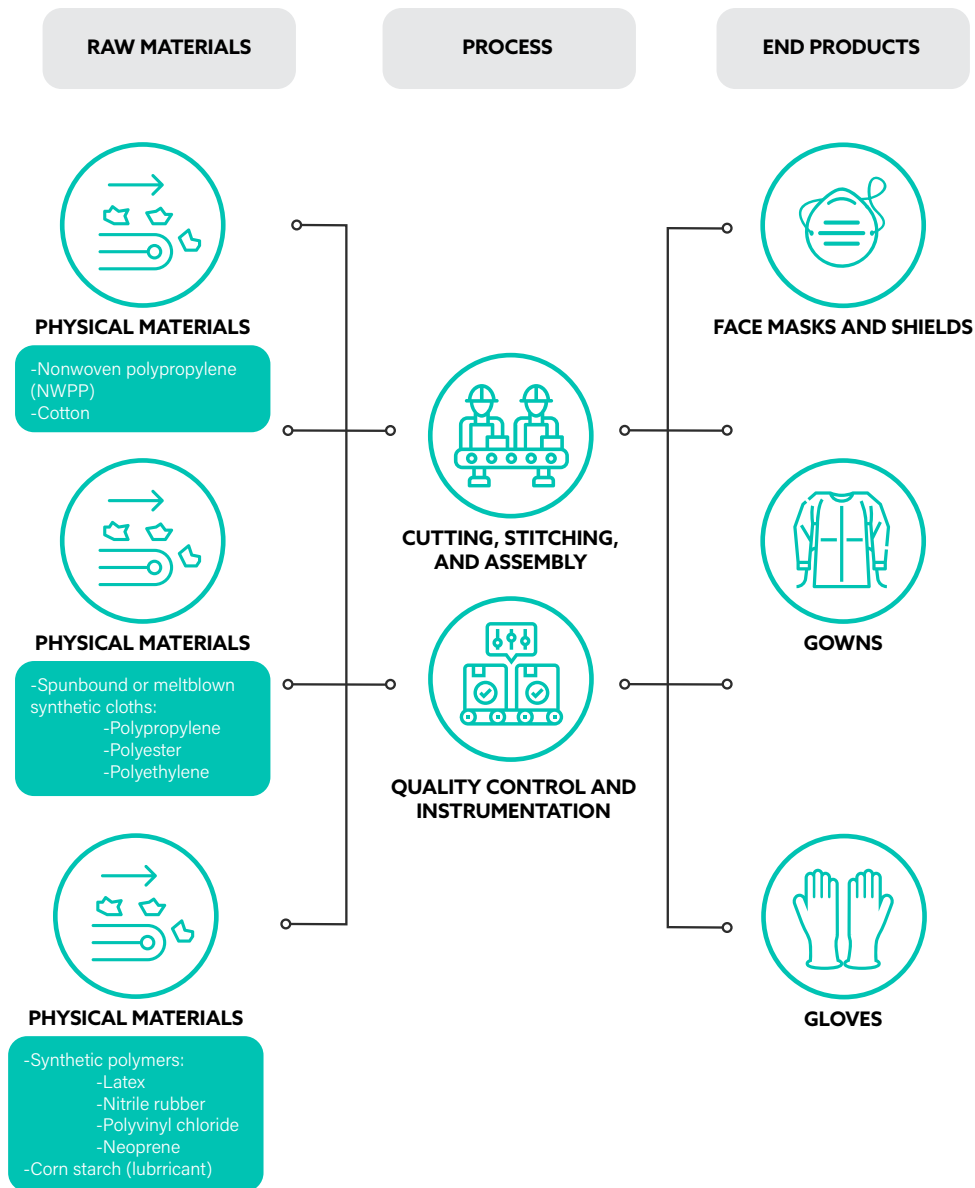 RAW MATERIALS
PROCESS
END PRODUCTS
PHYSICAL MATERIALS
-Nonwoven polypropylene
(NWPP)
-Cotton
PHYSICAL MATERIALS
-Spunbound or meltblown
synthetic cloths:
-Polypropylene
-Polyester
-Polyethylene
PHYSICAL MATERIALS
-Synthetic polymers:
-Latex
-Nitrile rubber
-Polyvinyl chloride
-Neoprene
-Corn starch (lubrricant)
CUTTING, STITCHING,
AND ASSEMBLY
QUALITY CONTROL AND
INSTRUMENTATION
FACE MASKS AND SHIELDS
GOWNS
GLOVES